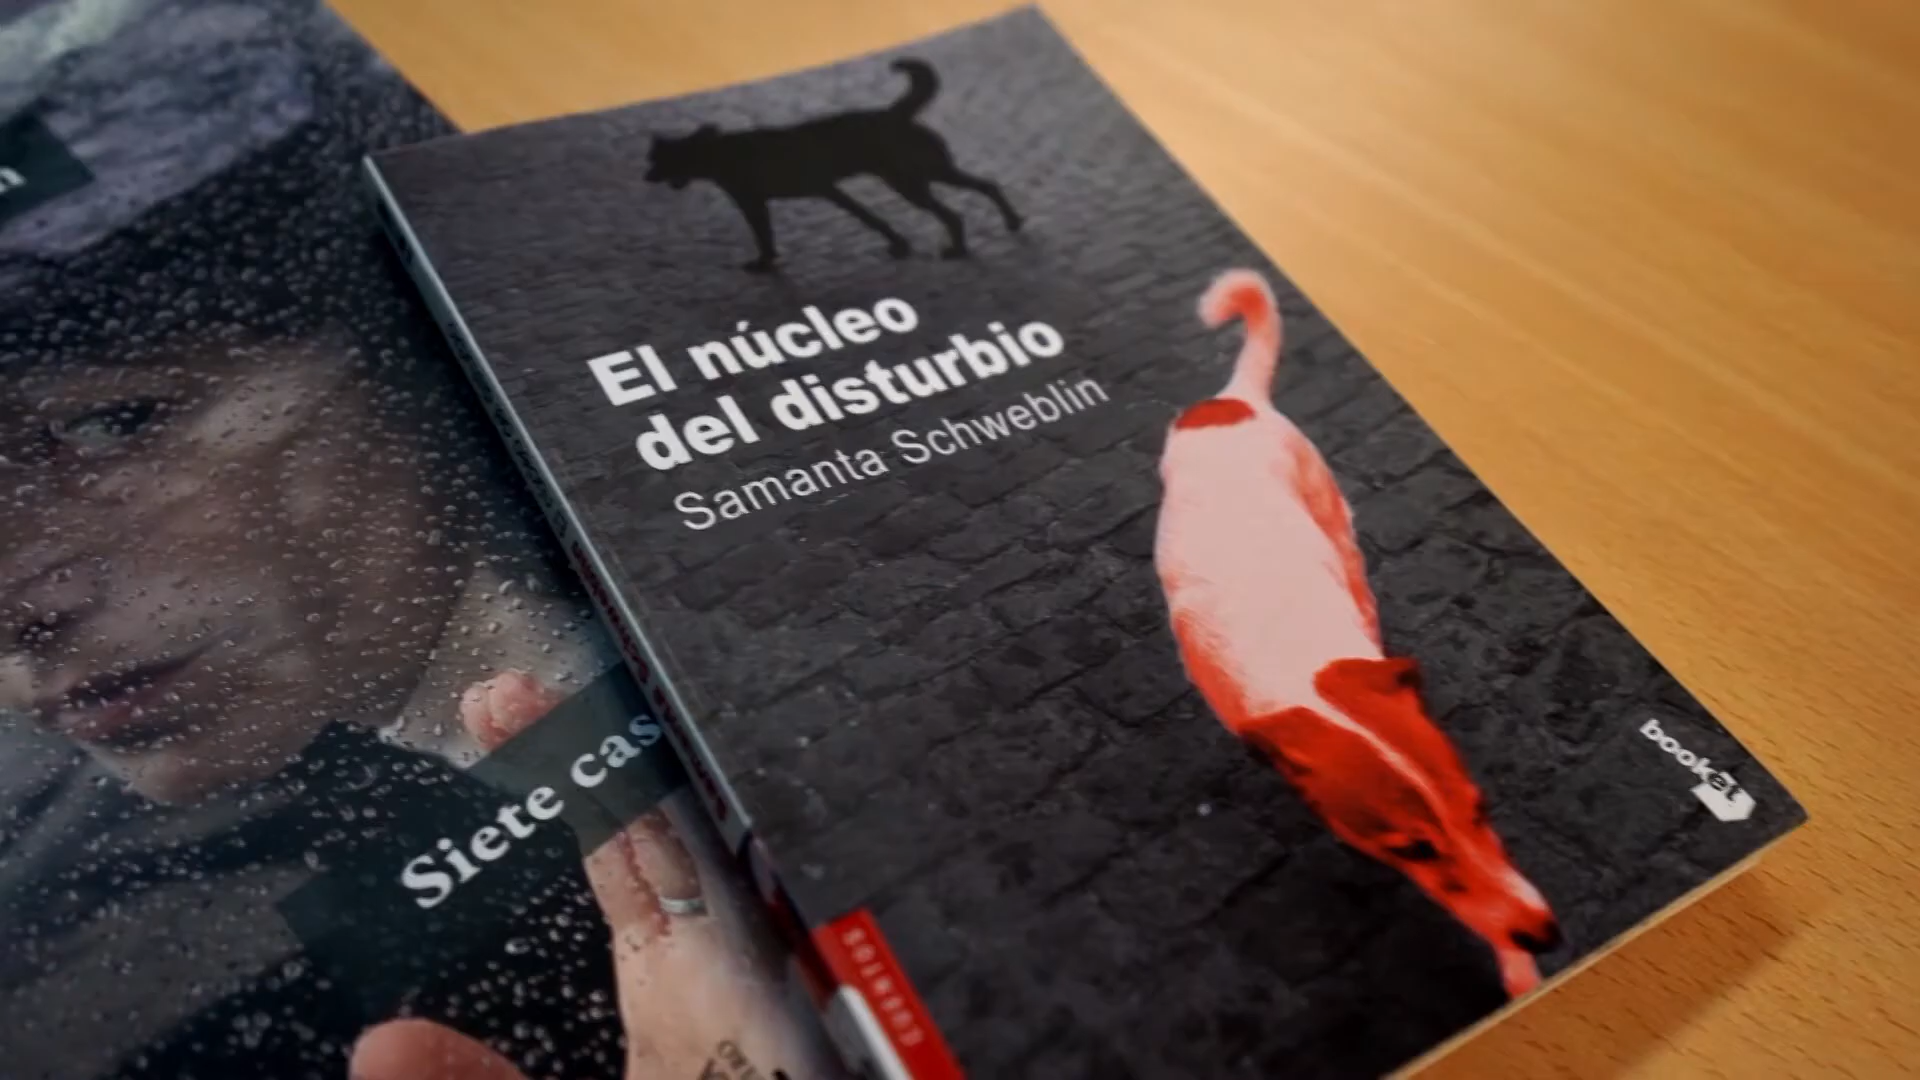 El núcleo
del disturbio
Samanta Schweblin
booket
CUENTOS
n
Siete cas